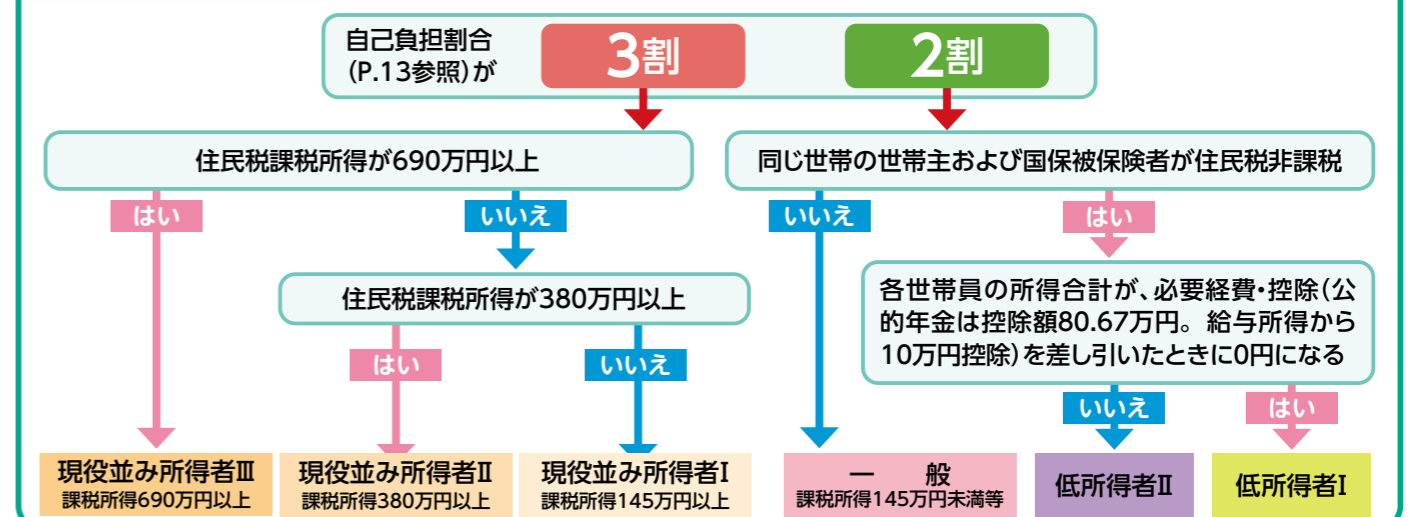 自己負担割合
(P.13参照)が
3割
2割
住民税課税所得が690万円以上
同じ世帯の世帯主および国保被保険者が住民税非課税
はい
いいえ
いいえ
はい
住民税課税所得が380万円以上
各世帯員の所得合計が、必要経費・控除(公
的年金は控除額80.67万円。給与所得から
10万円控除)を差し引いたときに0円になる
はい
いいえ
いいえ
はい
現役並み所得者Ⅲ
課税所得690万円以上
現役並み所得者Ⅱ
課税所得380万円以上
現役並み所得者Ⅰ
課税所得145万円以上
一　般
課税所得145万円未満等
低所得者Ⅱ
低所得者Ⅰ